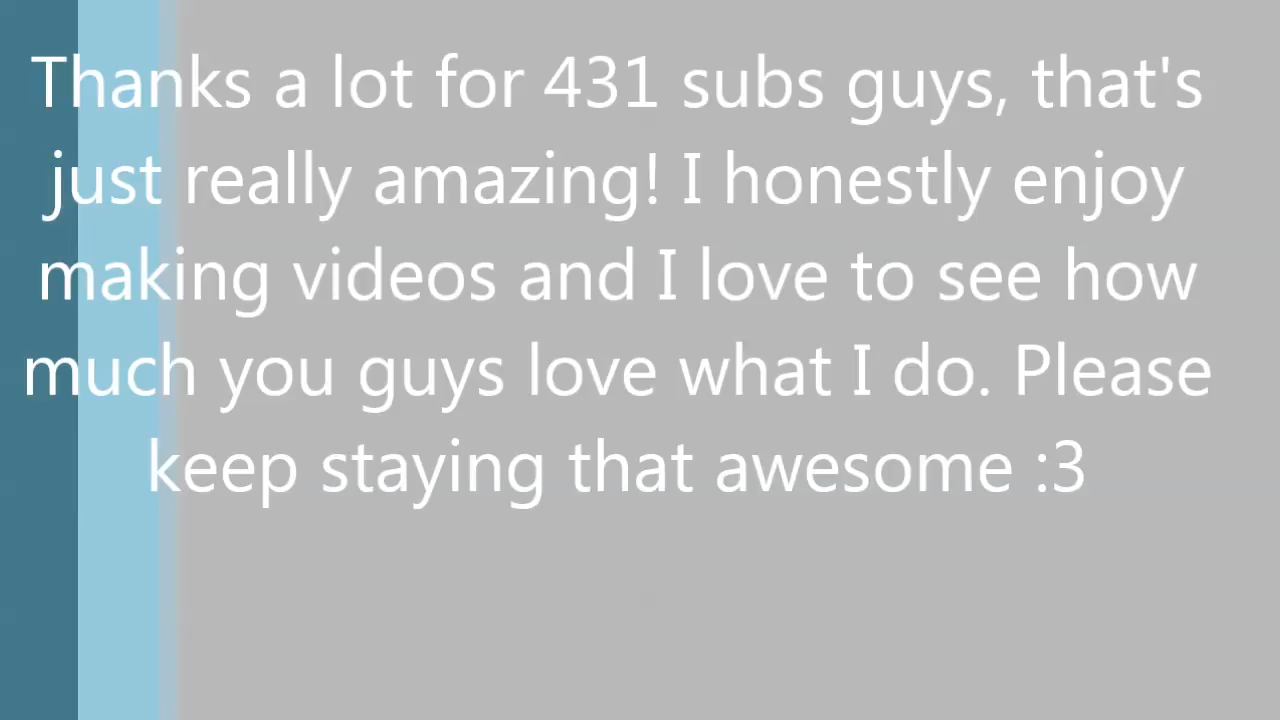 Thanks a lot for 431 subs guys, that's
just really amazing! I honestly enjoy
making videos and I love to see how
much you guys love what I do. Please
keep staying that awesome :3